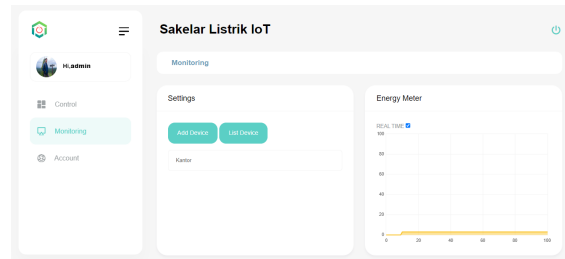 Sakelar Listrik IoT
Hi,admin
Control
Monitoring
Account
Monitoring
Settings
Add Device
List Device
Kantor
Energy Meter
REAL TIME
100
80
60
40
20
0
0 20 40 60 80 100